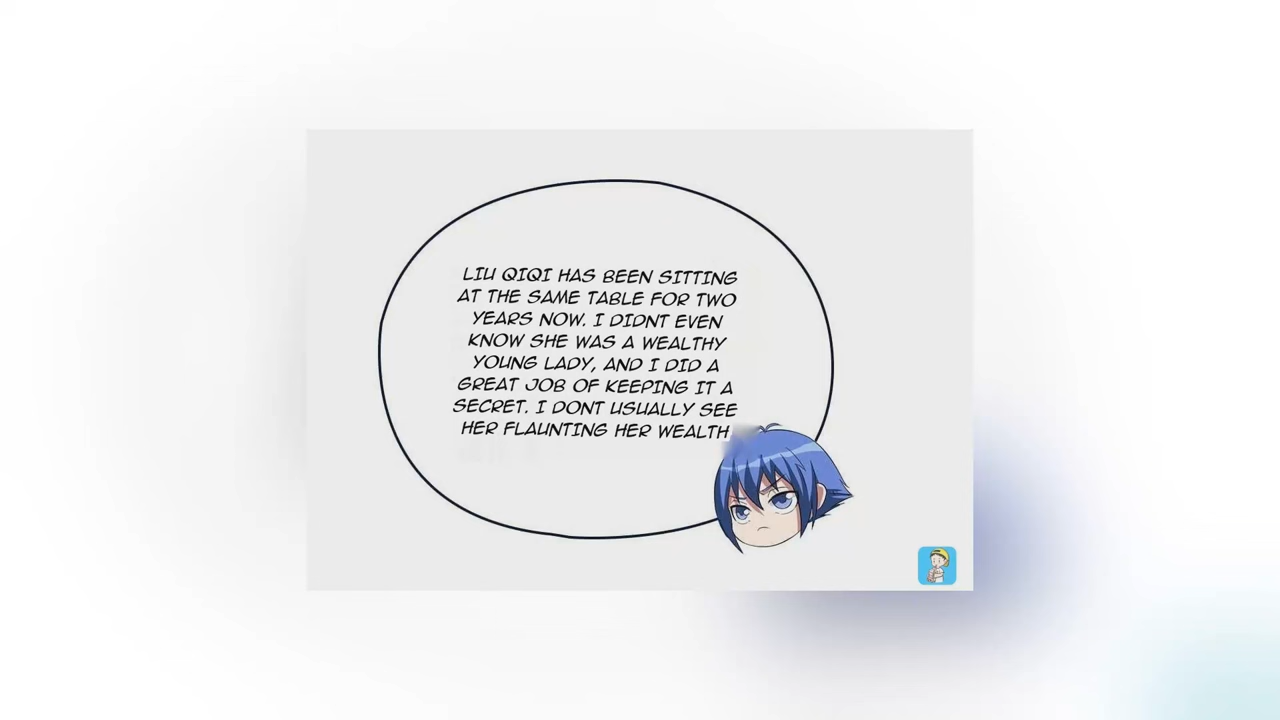 LIU QIQI HAS BEEN SITTING
AT THE SAME TABLE FOR TWO
YEARS NOW. I DIDNT EVEN
KNOW SHE WAS A WEALTHY
YOUNG LADY, AND I DID A
GREAT JOB OF KEEPING IT A
SECRET. I DONT USUALLY SEE
HER FLAUNTING HER WEALTH